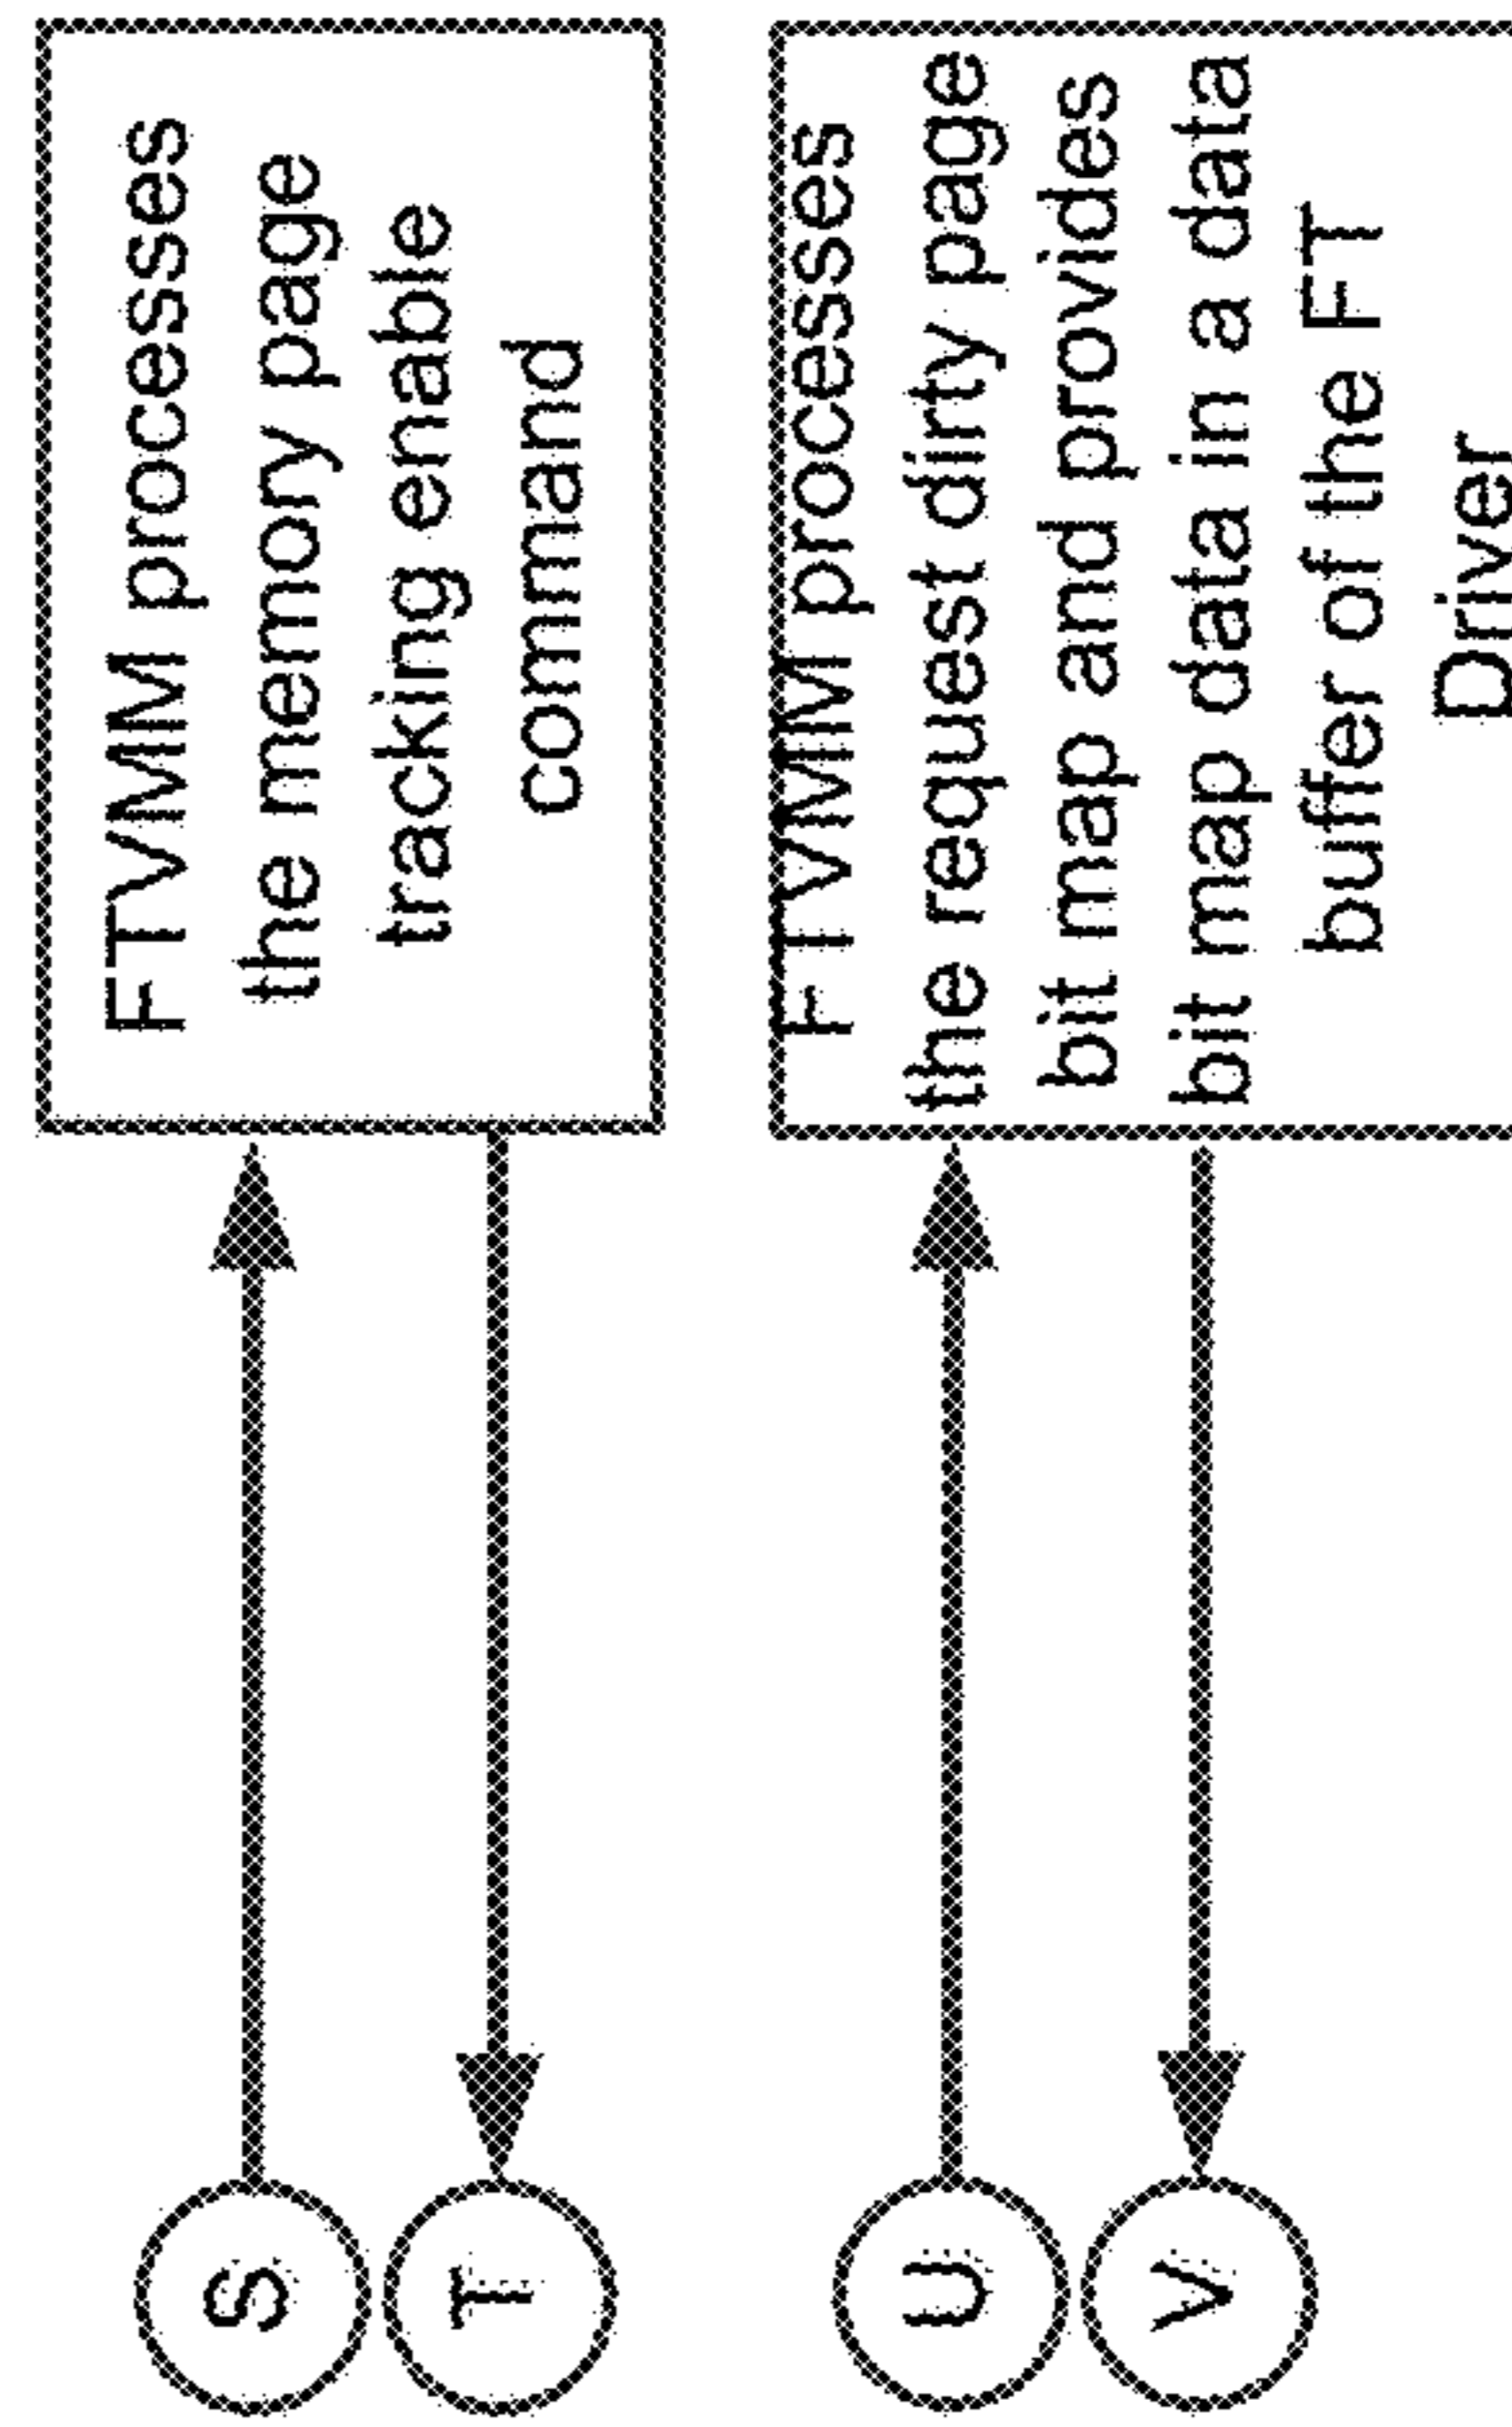 S
T
FTVMM processes
the memory page
tracking enable
command
U
V
FTVMM processes
the request dirty page
bit map and provides
bit map data in a data
buffer of the FT
Driver